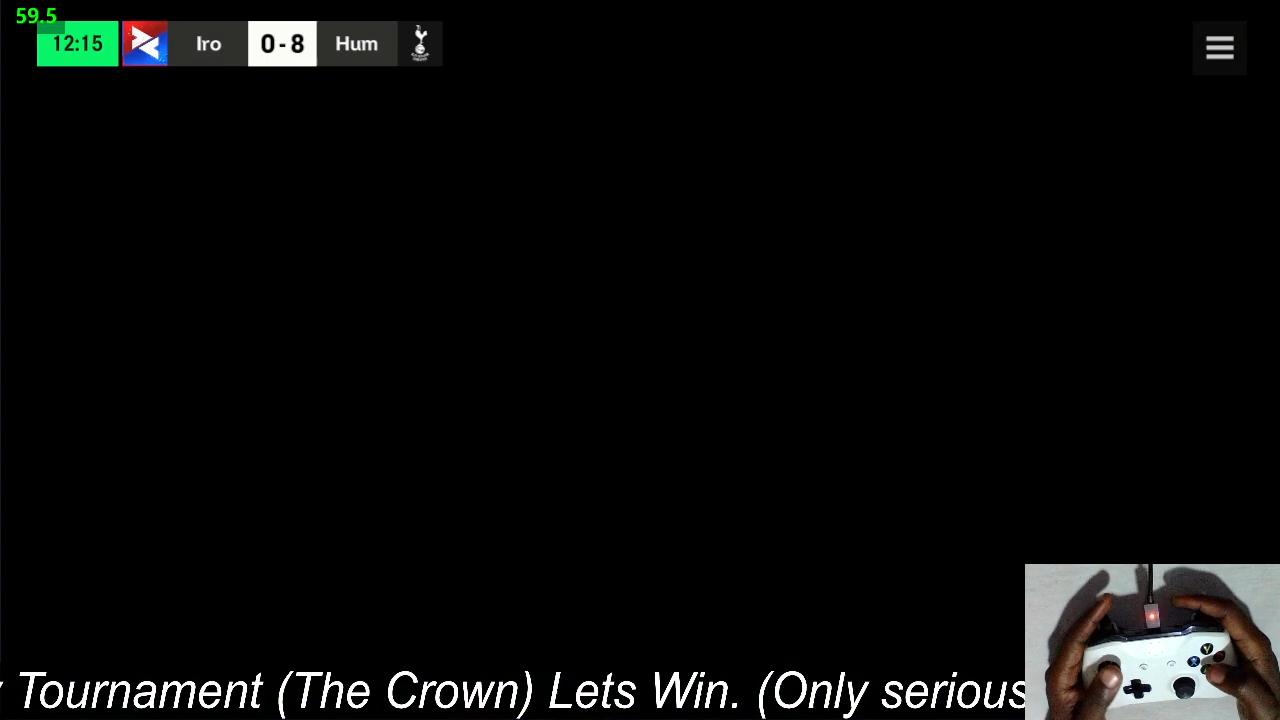 59.5
12:15 Iro 0-8 Hum
Tournament (The Crown) Lets Win. (Only serious